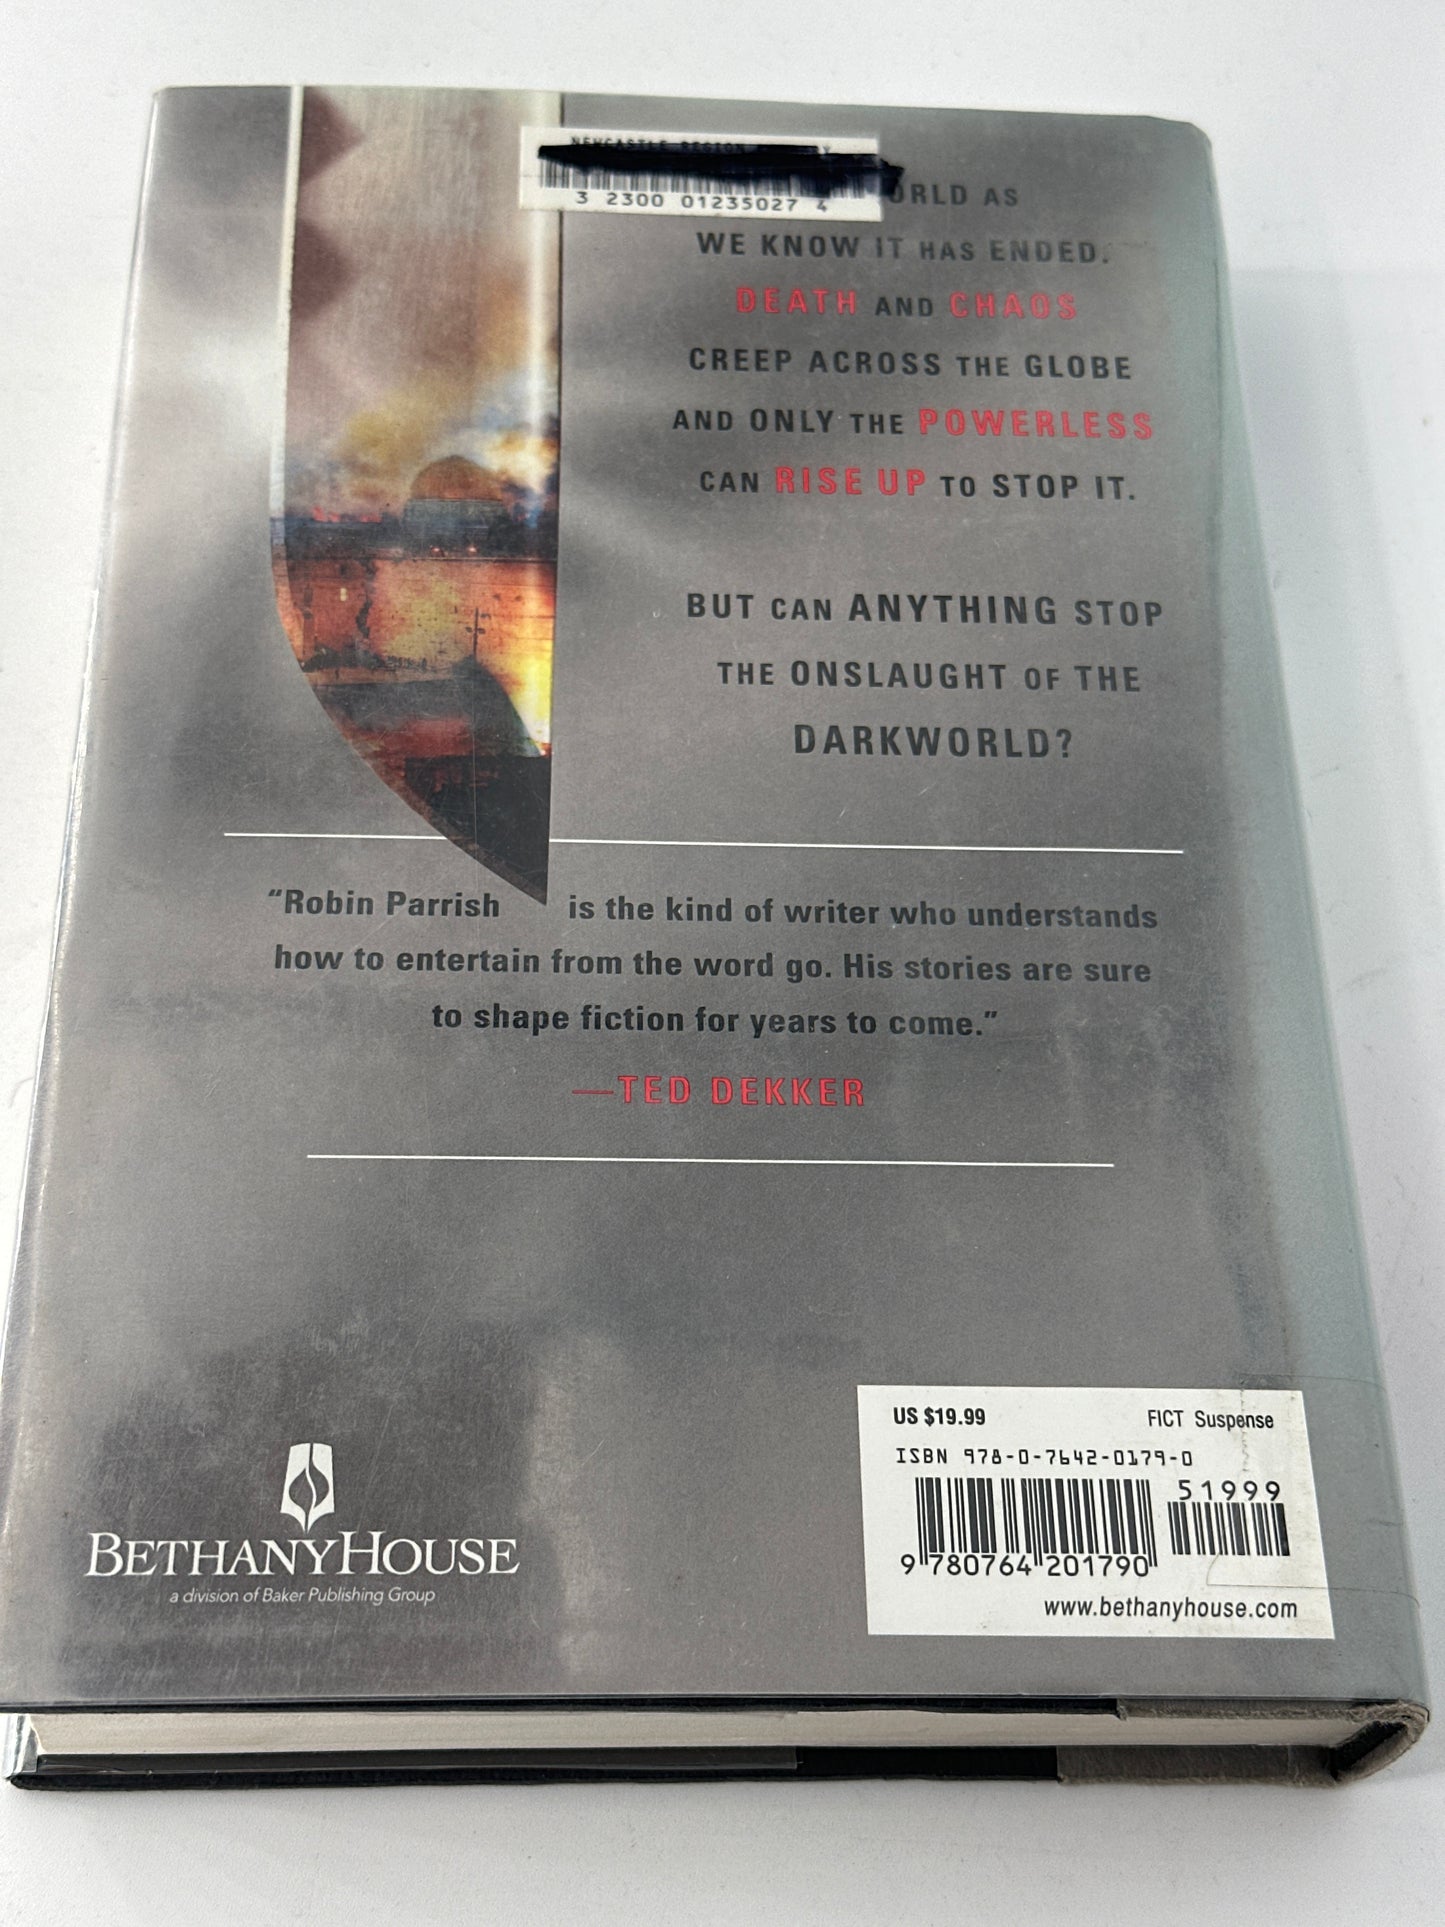 NEWCASTLE REGION
3 2300 01235027 4
ORLD AS
WE KNOW IT HAS ENDED.
DEATH AND CHAOS
CREEP ACROSS THE GLOBE
AND ONLY THE POWERLESS
CAN RISE UP TO STOP IT.
BUT CAN ANYTHING STOP
THE ONSLAUGHT OF THE
DARKWORLD?
“Robin Parrish is the kind of writer who understands
how to entertain from the word go. His stories are sure
to shape fiction for years to come.”
—TED DEKKER
BETHANYHOUSE
a division of Baker Publishing Group
US $19.99 FICT Suspense
ISBN 978-0-7642-0179-0
51999
9 780764 201790
www.bethanyhouse.com